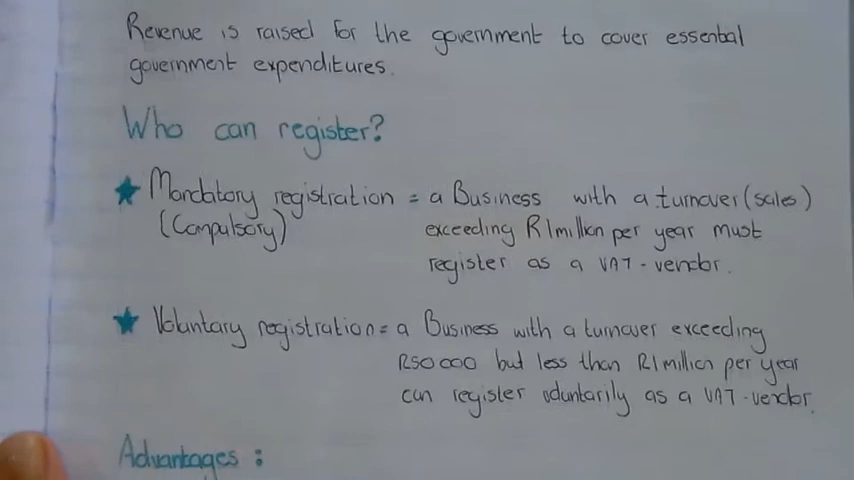 Revenue is raised for the government to cover essential
government expenditures.
Who can register?
★ Mandatory registration = a Business with a turnover (sales)
(Compulsory) exceeding R1 million per year must
register as a VAT-vendor.
★ Voluntary registration = a Business with a turnover exceeding
R50 000 but less than R1 million per year
can register voluntarily as a VAT-vendor.
Advantages :